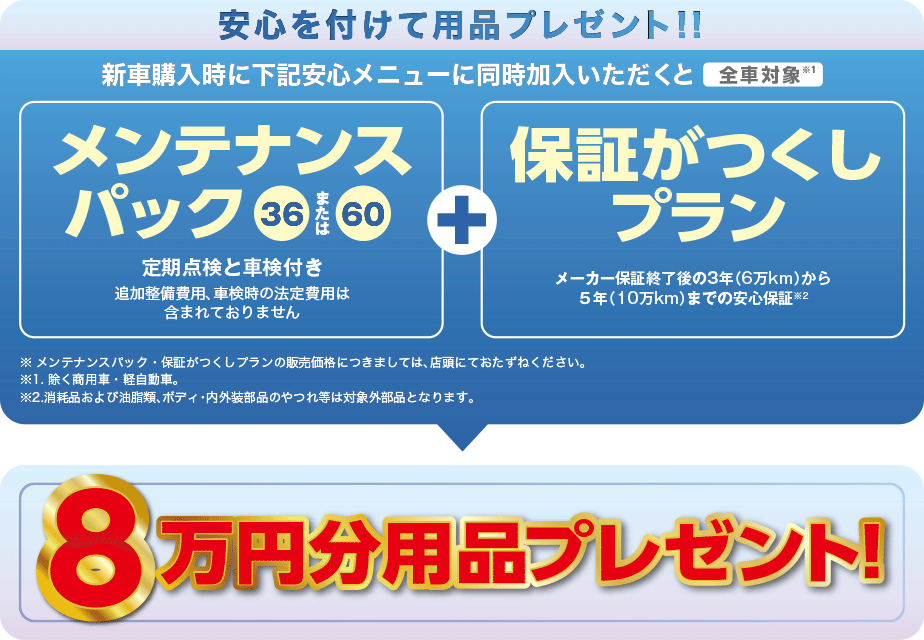 安心を付けて用品プレゼント!!
新車購入時に下記安心メニューに同時加入いただくと 全車対象※1
メンテナンス
パック 36 または 60
定期点検と車検付き
追加整備費用、車検時の法定費用は
含まれておりません
+
保証がつくし
プラン
メーカー保証終了後の3年(6万km)から
5年(10万km)までの安心保証※2
※ メンテナンスパック・保証がつくしプランの販売価格につきましては、店頭にておたずねください。
※1. 除く商用車・軽自動車。
※2.消耗品および油脂類、ボディ・内外装部品のやつれ等は対象外部品となります。
8万円分用品プレゼント!